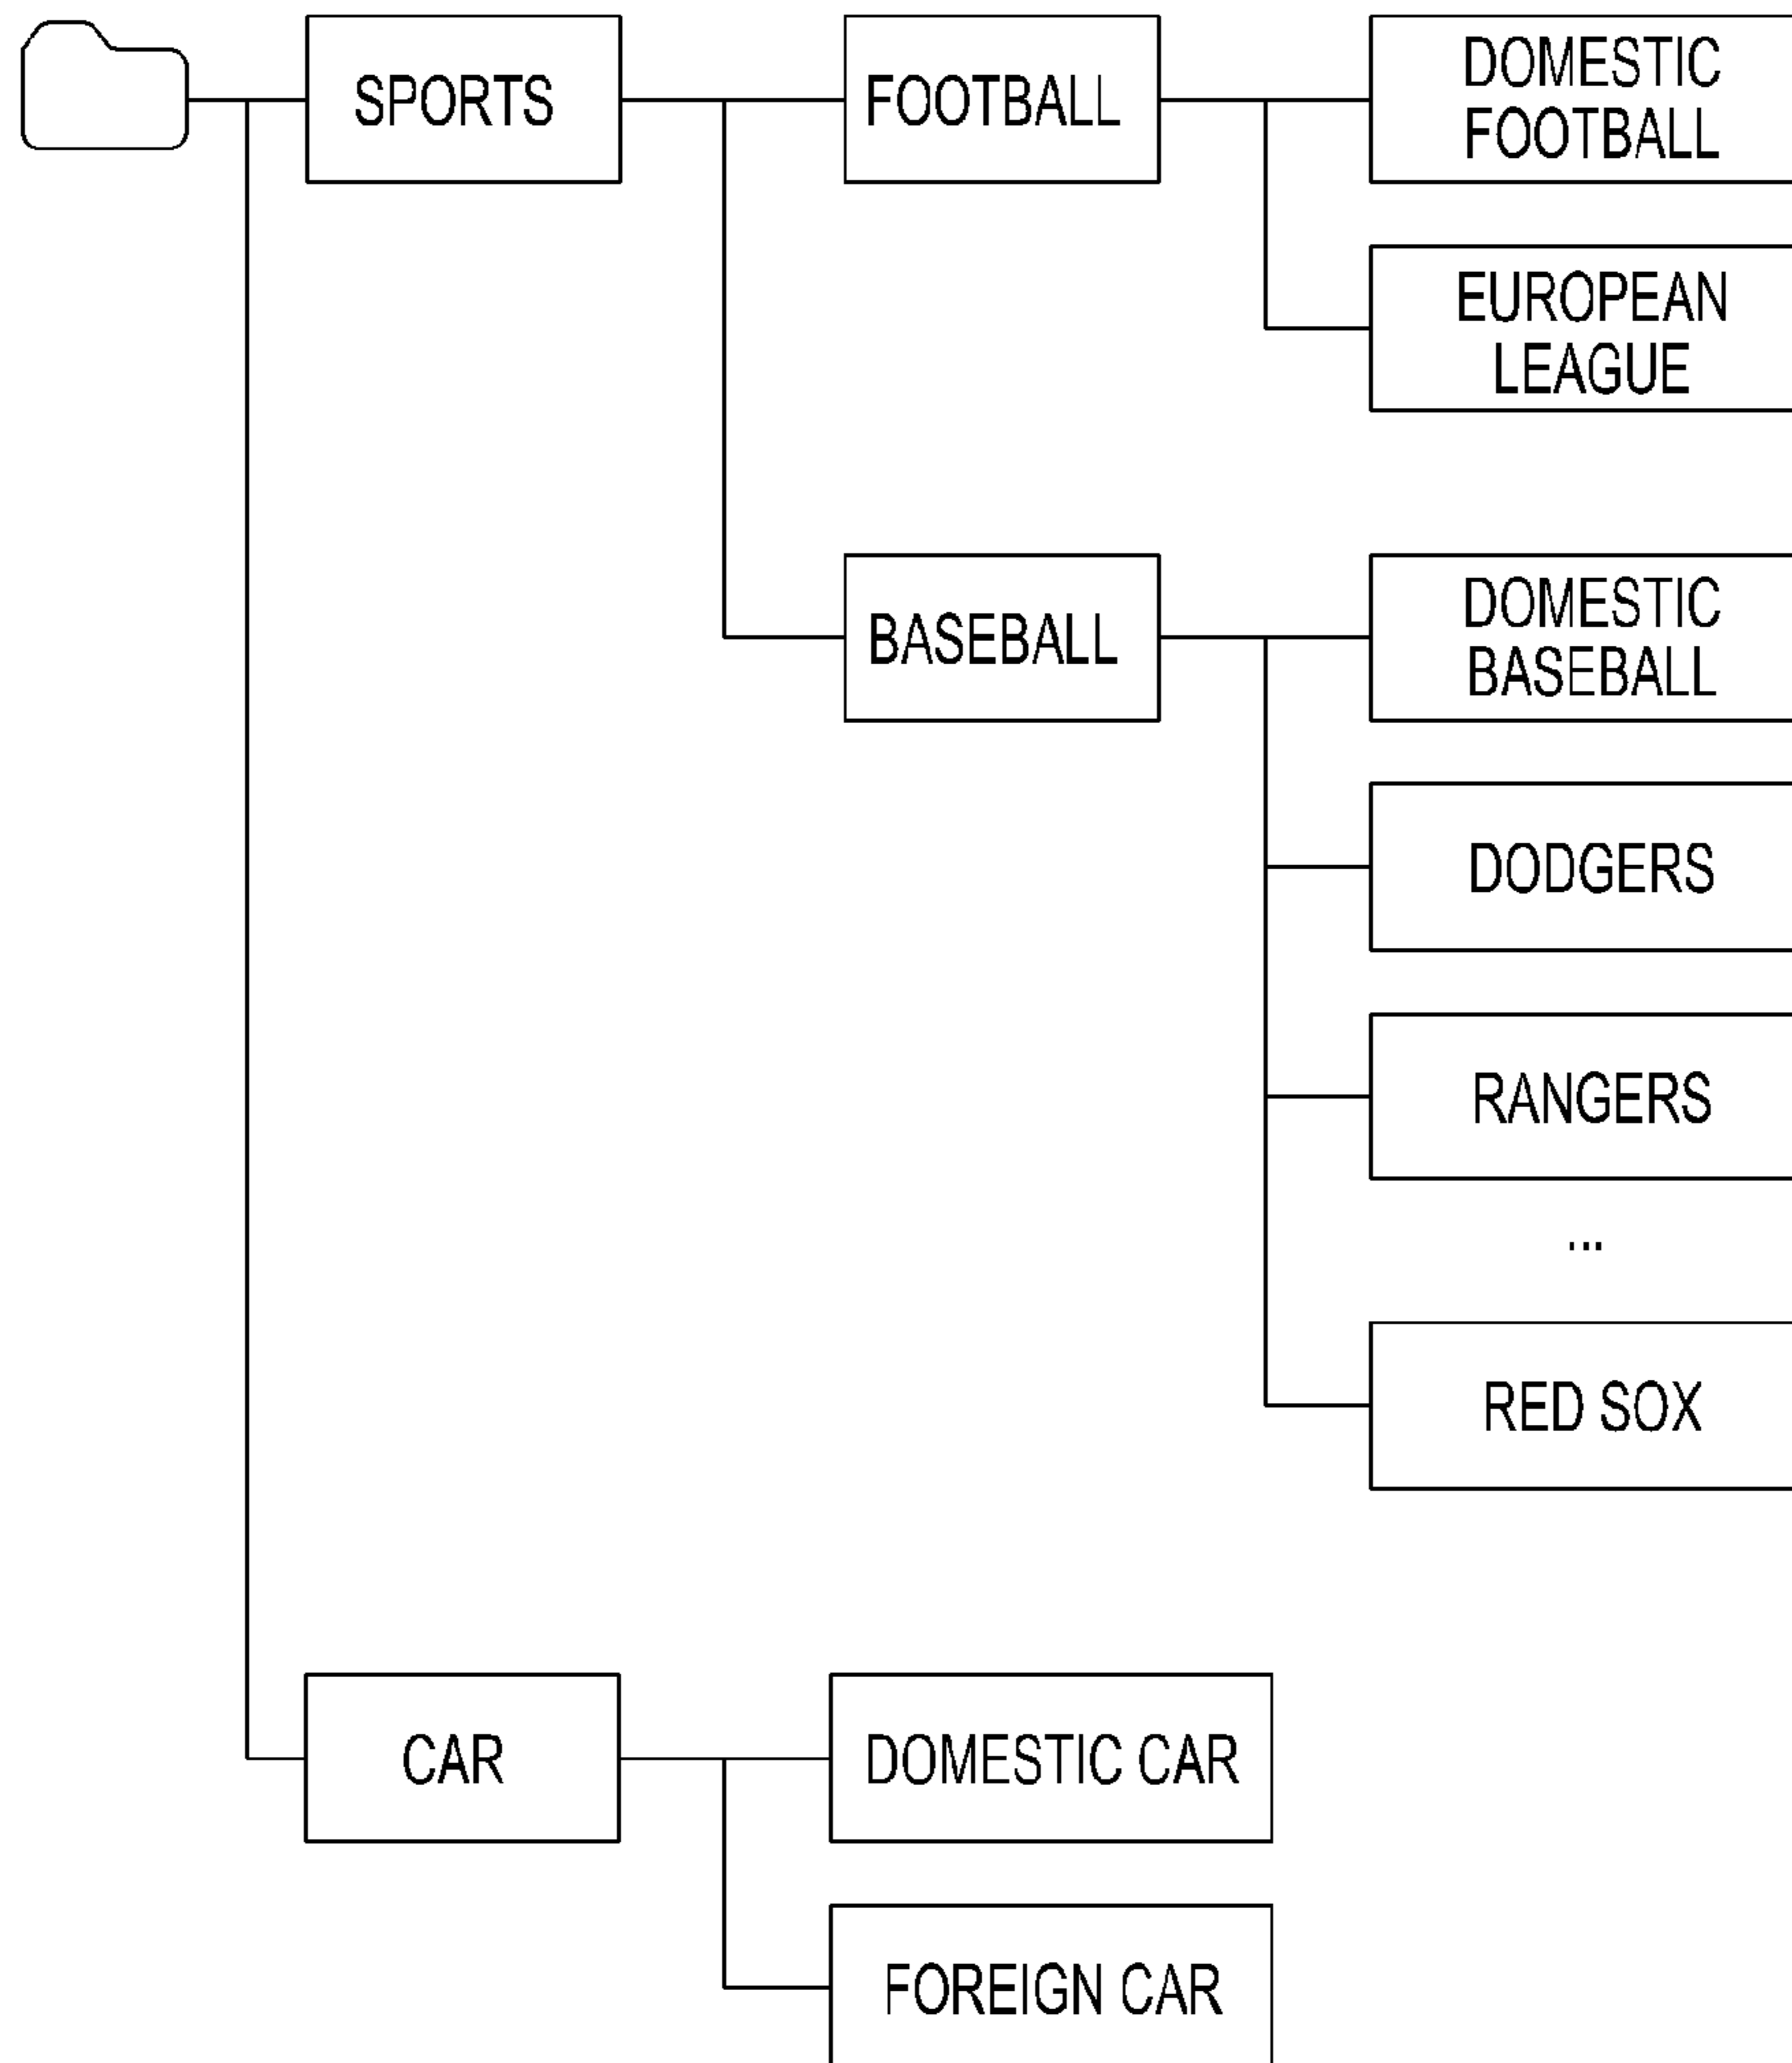 SPORTS
FOOTBALL
DOMESTIC
FOOTBALL
EUROPEAN
LEAGUE
BASEBALL
DOMESTIC
BASEBALL
DODGERS
RANGERS
...
RED SOX
CAR
DOMESTIC CAR
FOREIGN CAR